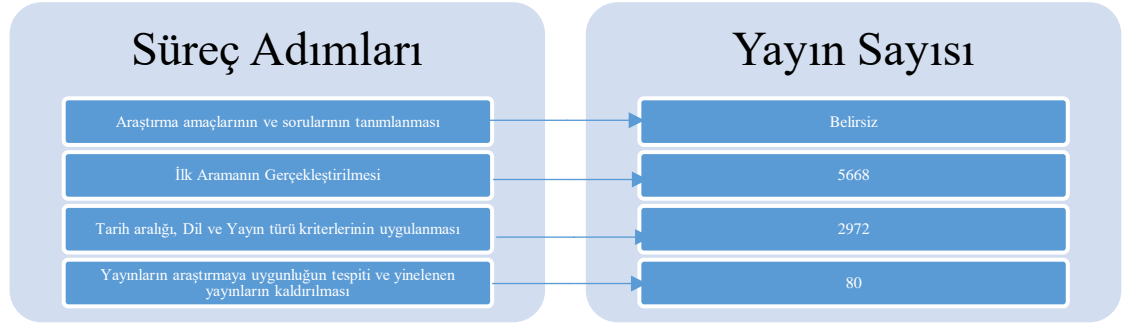 Süreç Adımları
Araştırma amaçlarının ve sorularının tanımlanması
İlk Aramanın Gerçekleştirilmesi
Tarih aralığı, Dil ve Yayın türü kriterlerinin uygulanması
Yayınların araştırmaya uygunluğun tespiti ve yinelenen
yayınların kaldırılması
Yayın Sayısı
Belirsiz
5668
2972
80